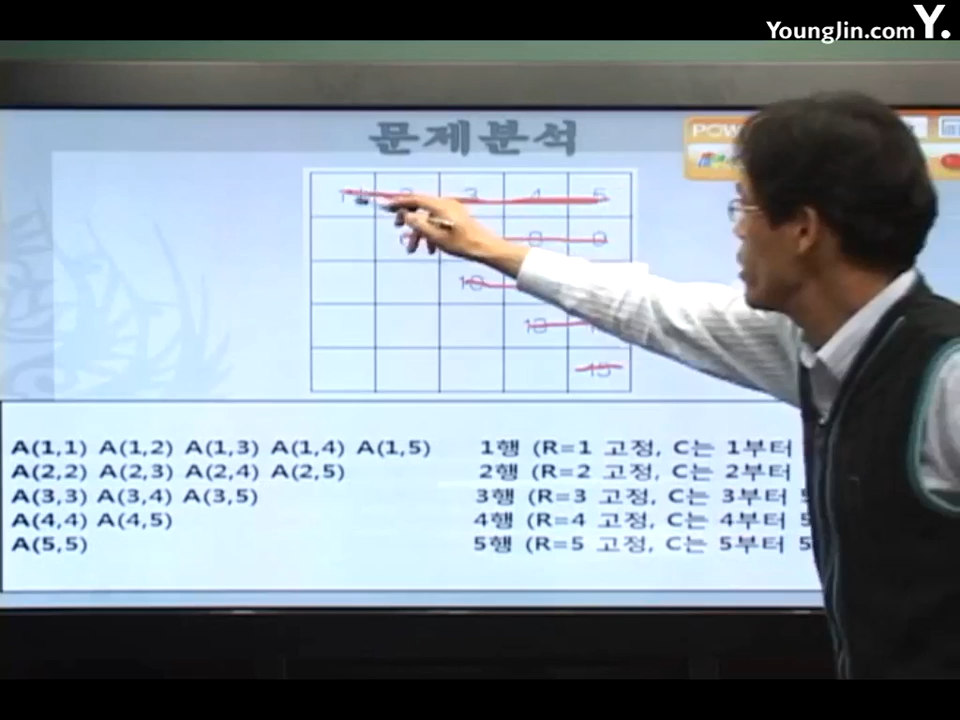 YoungJin.com Y.
문제분석
POW
3 4 5
8 9
10
13
15
A(1,1) A(1,2) A(1,3) A(1,4) A(1,5) 1행 (R=1 고정, C는 1부터
A(2,2) A(2,3) A(2,4) A(2,5) 2행 (R=2 고정, C는 2부터
A(3,3) A(3,4) A(3,5) 3행 (R=3 고정, C는 3부터
A(4,4) A(4,5) 4행 (R=4 고정, C는 4부터 5
A(5,5) 5행 (R=5 고정, C는 5부터 5